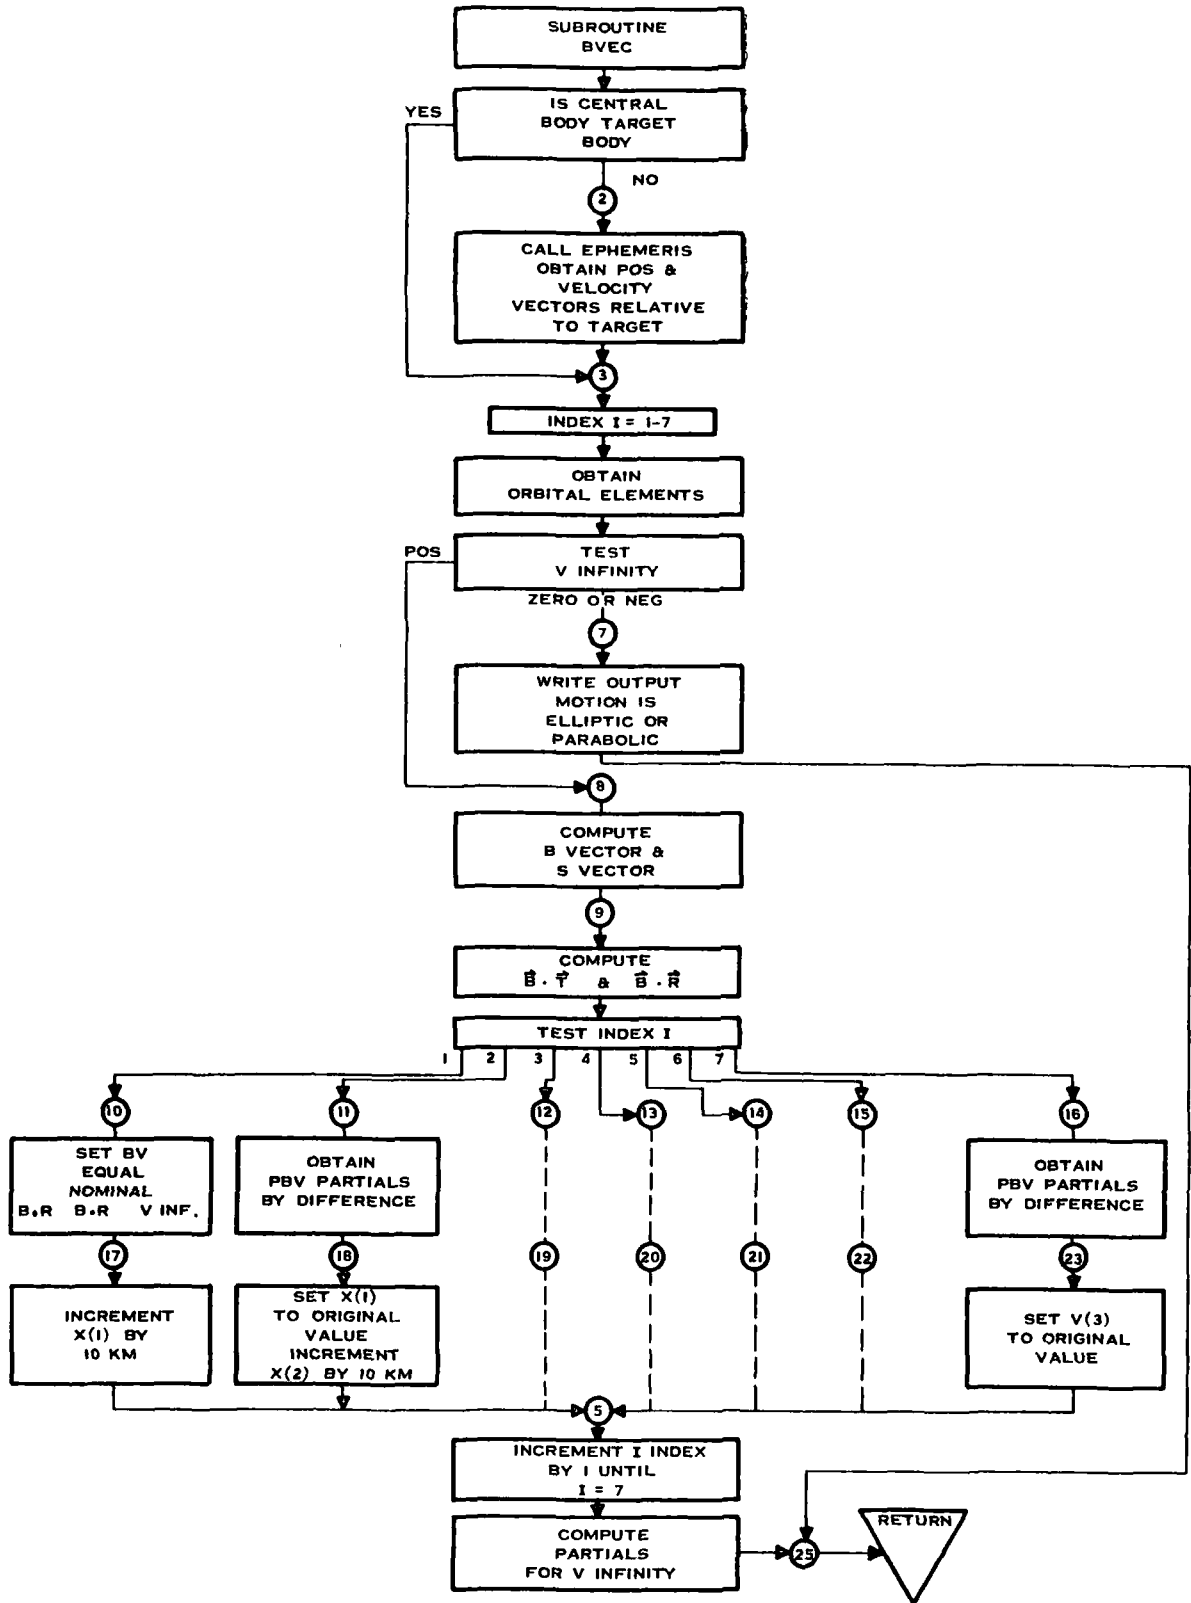 SUBROUTINE
BVEC
YES
IS CENTRAL
BODY TARGET
BODY
NO
2
CALL EPHEMERIS
OBTAIN POS &
VELOCITY
VECTORS RELATIVE
TO TARGET
3
INDEX I = 1-7
OBTAIN
ORBITAL ELEMENTS
POS
TEST
V INFINITY
ZERO OR NEG
7
WRITE OUTPUT
MOTION IS
ELLIPTIC OR
PARABOLIC
8
COMPUTE
B VECTOR &
S VECTOR
9
COMPUTE
B⃗ . T⃗ & B⃗ . R⃗
TEST INDEX I
1 2 3 4 5 6 7
10 11 12 13 14 15 16
SET BV
EQUAL
NOMINAL
B.R B.R V INF.
OBTAIN
PBV PARTIALS
BY DIFFERENCE
OBTAIN
PBV PARTIALS
BY DIFFERENCE
17 18 19 20 21 22 23
INCREMENT
X(1) BY
10 KM
SET X(1)
TO ORIGINAL
VALUE
INCREMENT
X(2) BY 10 KM
SET V(3)
TO ORIGINAL
VALUE
5
INCREMENT I INDEX
BY 1 UNTIL
I = 7
COMPUTE
PARTIALS
FOR V INFINITY
25
RETURN